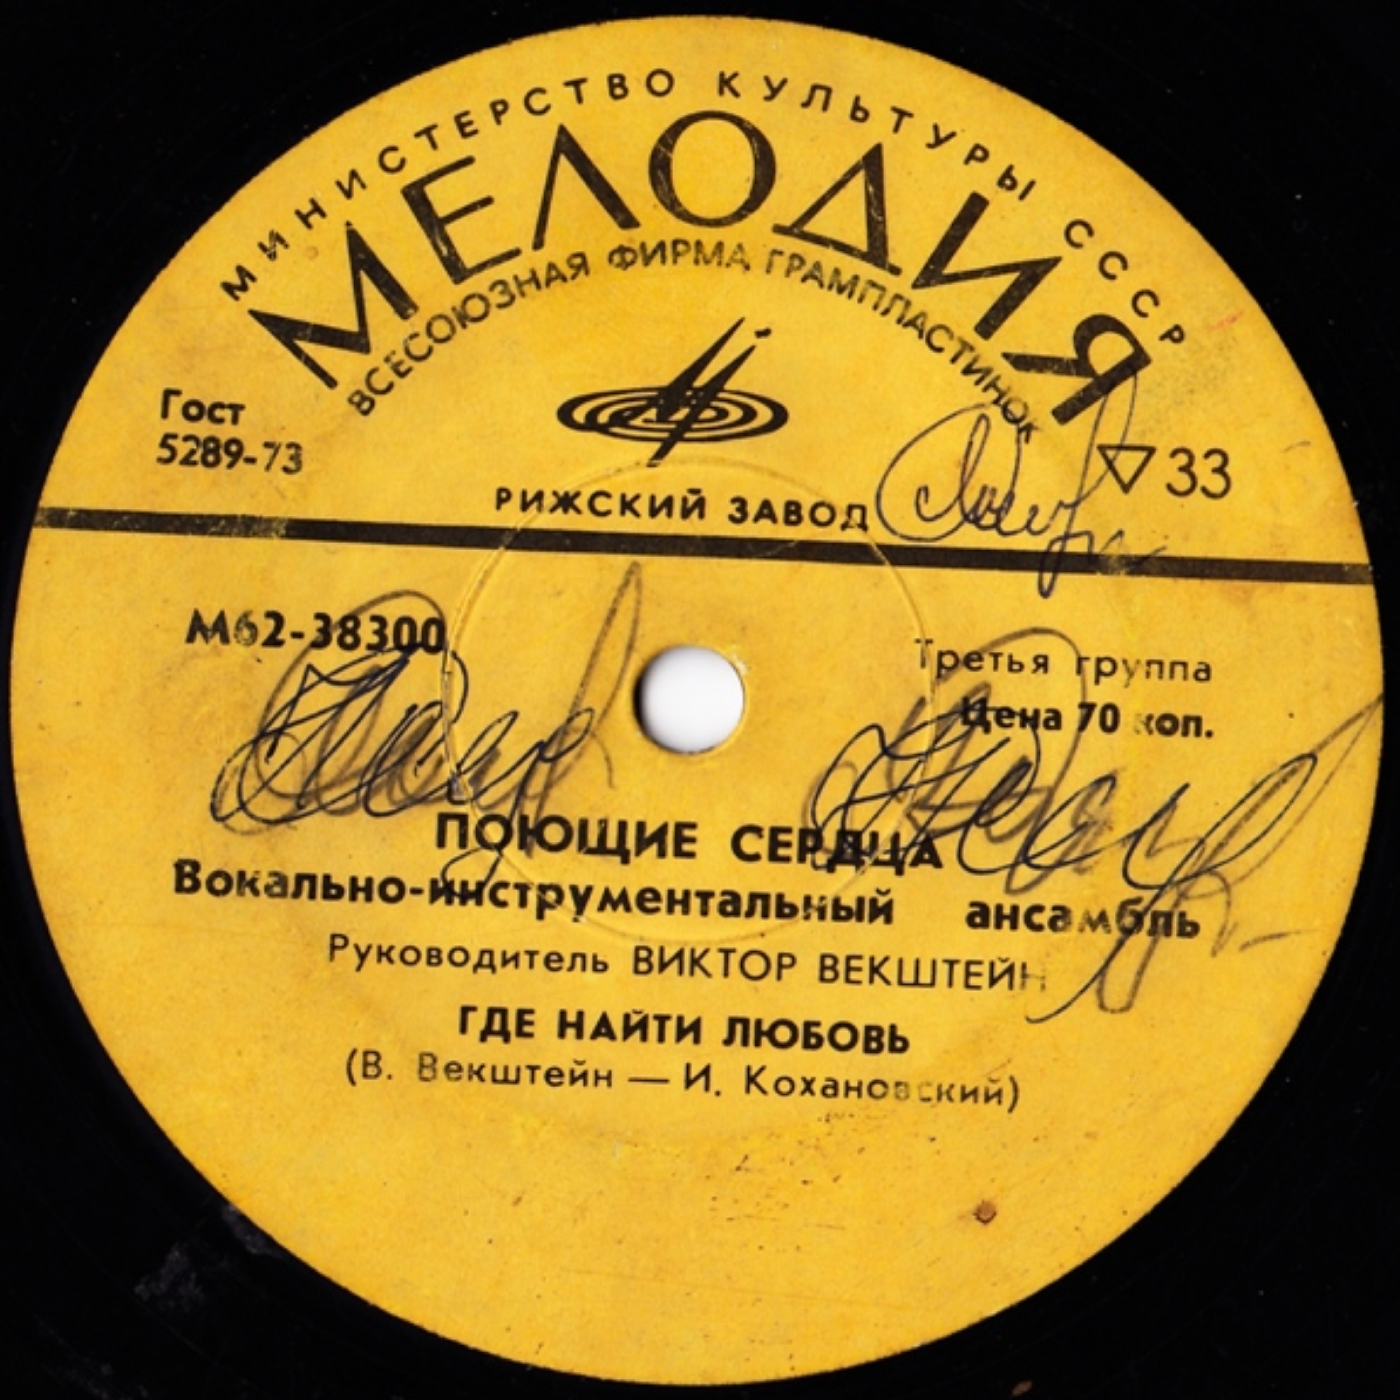 МИНИСТЕРСТВО КУЛЬТУРЫ СССР
МЕЛОДИЯ
ВСЕСОЮЗНАЯ ФИРМА ГРАМПЛАСТИНОК
Гост
5289-73
33
РИЖСКИЙ ЗАВОД
М62-38300
Третья группа
Цена 70 коп.
ПОЮЩИЕ СЕРДЦА
Вокально-инструментальный ансамбль
Руководитель ВИКТОР ВЕКШТЕЙН
ГДЕ НАЙТИ ЛЮБОВЬ
(В. Векштейн — И. Кохановский)